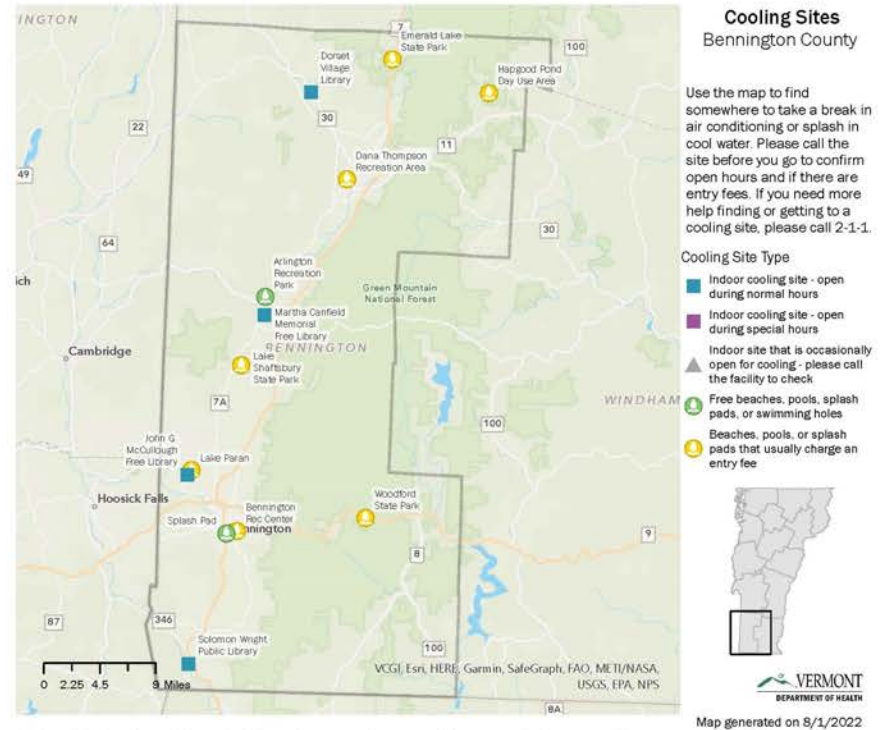 Cooling Sites
Bennington County
Use the map to find
somewhere to take a break in
air conditioning or splash in
cool water. Please call the
site before you go to confirm
open hours and if there are
entry fees. If you need more
help finding or getting to a
cooling site, please call 2-1-1.
Cooling Site Type
Indoor cooling site - open
during normal hours
Indoor cooling site - open
during special hours
Indoor site that is occasionally
open for cooling - please call
the facility to check
Free beaches, pools, splash
pads, or swimming holes
Beaches, pools, or splash
pads that usually charge an
entry fee
VERMONT
DEPARTMENT OF HEALTH
Map generated on 8/1/2022
INGTON
7
Emerald Lake
State Park
100
Dorset
Village
Library
Hapgood Pond
Day Use Area
30
22
11
Dana Thompson
Recreation Area
49
30
64
Arlington
Recreation
Park
ich
Green Mountain
National Forest
Martha Canfield
Memorial
Free Library
BENNINGTON
Cambridge
Lake
Shaftsbury
State Park
7A
WINDHAM
100
John G
McCullough
Free Library
Lake Paran
Hoosick Falls
Woodford
State Park
Bennington
Rec Center
Splash Pad
nnington
9
8
87
346
Solomon Wright
Public Library
100
0 2.25 4.5 9 Miles
VCGI, Esri, HERE, Garmin, SafeGraph, FAO, METI/NASA,
USGS, EPA, NPS
8A